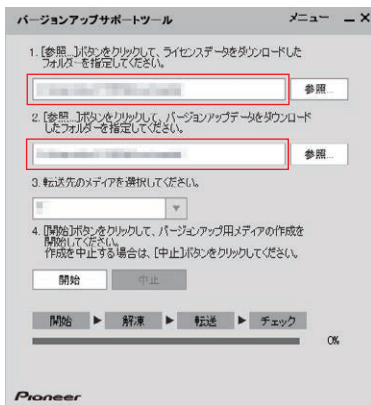 バージョンアップサポートツール メニュー
1. [参照...]ボタンをクリックして、ライセンスデータをダウンロードした
フォルダーを指定してください。
参照...
2. [参照...]ボタンをクリックして、バージョンアップデータをダウンロード
したフォルダーを指定してください。
参照...
3. 転送先のメディアを選択してください。
4. [開始]ボタンをクリックして、バージョンアップ用メディアの作成を
開始してください。
作成を中止する場合は、[中止]ボタンをクリックしてください。
開始 中止
開始 ▶ 解凍 ▶ 転送 ▶ チェック
0%
Pioneer